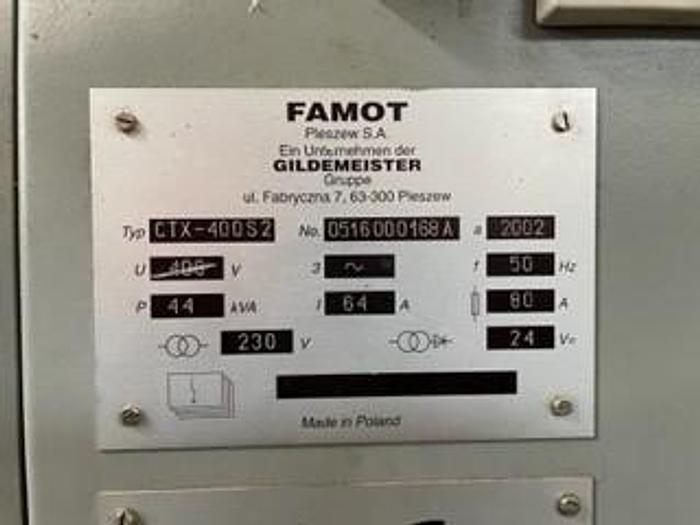 FAMOT
Pleszew S.A.
Ein Unternehmen der
GILDEMEISTER
Gruppe
ul. Fabryczna 7, 63-300 Pleszew
Typ CTX-400S2 No. 0516000168A a 2002
U 400 V 3 ~ f 50 Hz
P 44 kVA I 64 A 80 A
230 V 24 V=
Made in Poland